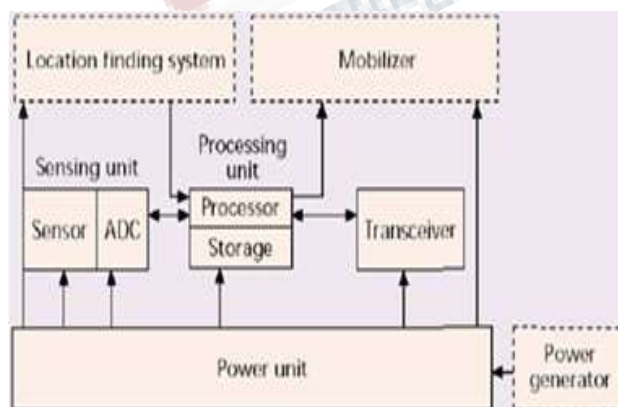 Location finding system
Mobilizer
Sensing unit
Processing
unit
Sensor
ADC
Processor
Storage
Transceiver
Power unit
Power
generator